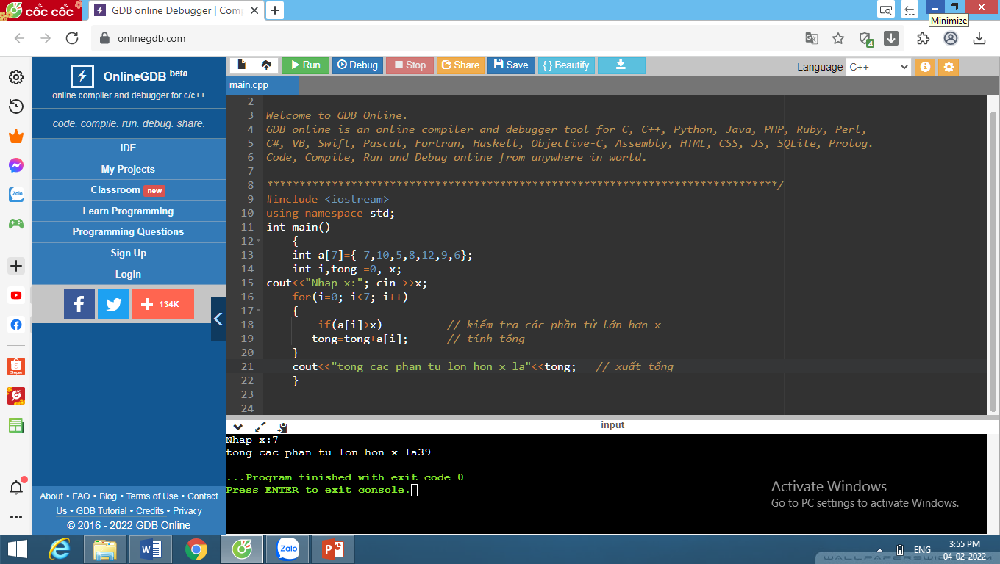 cốc cốc
GDB online Debugger | Com
Minimize
onlinegdb.com
4
OnlineGDB beta
online compiler and debugger for c/c++
code. compile. run. debug. share.
IDE
My Projects
Classroom new
Learn Programming
Programming Questions
Sign Up
Login
134K
Zalo
Shopee
About • FAQ • Blog • Terms of Use • Contact
Us • GDB Tutorial • Credits • Privacy
© 2016 - 2022 GDB Online
Run Debug Stop Share Save { } Beautify
Language C++
main.cpp
2
3 Welcome to GDB Online.
4 GDB online is an online compiler and debugger tool for C, C++, Python, Java, PHP, Ruby, Perl,
5 C#, VB, Swift, Pascal, Fortran, Haskell, Objective-C, Assembly, HTML, CSS, JS, SQLite, Prolog.
6 Code, Compile, Run and Debug online from anywhere in world.
7
8 *******************************************************************************/
9 #include <iostream>
10 using namespace std;
11 int main()
12 {
13 int a[7]={ 7,10,5,8,12,9,6};
14 int i,tong =0, x;
15 cout<<"Nhap x:"; cin >>x;
16 for(i=0; i<7; i++)
17 {
18 if(a[i]>x) // kiểm tra các phần tử lớn hơn x
19 tong=tong+a[i]; // tính tổng
20 }
21 cout<<"tong cac phan tu lon hon x la"<<tong; // xuất tổng
22 }
23
24
input
Nhap x:7
tong cac phan tu lon hon x la39
...Program finished with exit code 0
Press ENTER to exit console.
Activate Windows
Go to PC settings to activate Windows.
Zalo
ENG
3:55 PM
04-02-2022